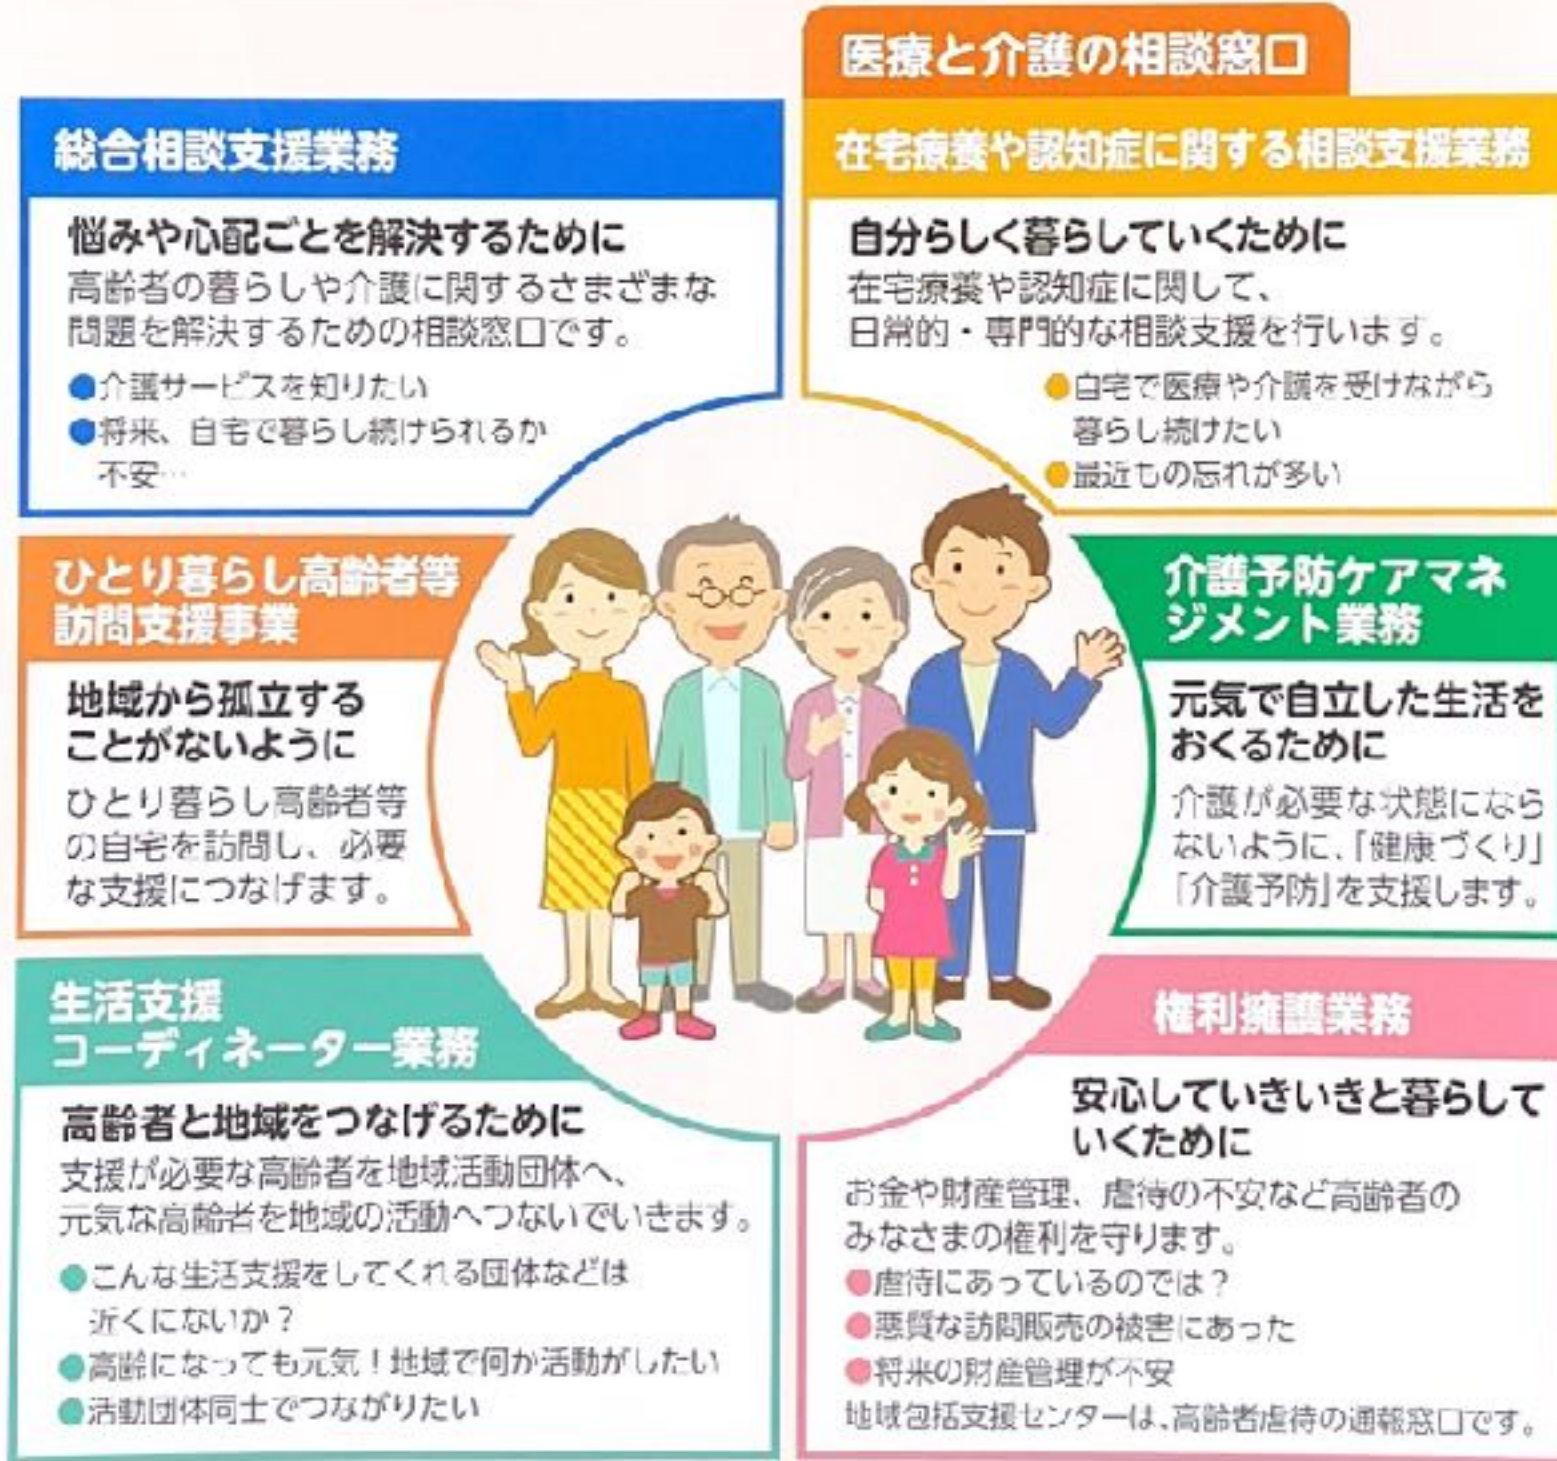 医療と介護の相談窓口
総合相談支援業務
悩みや心配ごとを解決するために
高齢者の暮らしや介護に関するさまざまな
問題を解決するための相談窓口です。
●介護サービスを知りたい
●将来、自宅で暮らし続けられるか
不安…
在宅療養や認知症に関する相談支援業務
自分らしく暮らしていくために
在宅療養や認知症に関して、
日常的・専門的な相談支援を行います。
●自宅で医療や介護を受けながら
暮らし続けたい
●最近もの忘れが多い
ひとり暮らし高齢者等
訪問支援事業
地域から孤立する
ことがないように
ひとり暮らし高齢者等
の自宅を訪問し、必要
な支援につなげます。
介護予防ケアマネ
ジメント業務
元気で自立した生活を
おくるために
介護が必要な状態になら
ないように、「健康づくり」
「介護予防」を支援します。
生活支援
コーディネーター業務
高齢者と地域をつなげるために
支援が必要な高齢者を地域活動団体へ、
元気な高齢者を地域の活動へつないでいきます。
●こんな生活支援をしてくれる団体などは
近くにないか？
●高齢になっても元気！地域で何か活動がしたい
●活動団体同士でつながりたい
権利擁護業務
安心していきいきと暮らして
いくために
お金や財産管理、虐待の不安など高齢者の
みなさまの権利を守ります。
●虐待にあっているのでは？
●悪質な訪問販売の被害にあった
●将来の財産管理が不安
地域包括支援センターは、高齢者虐待の通報窓口です。